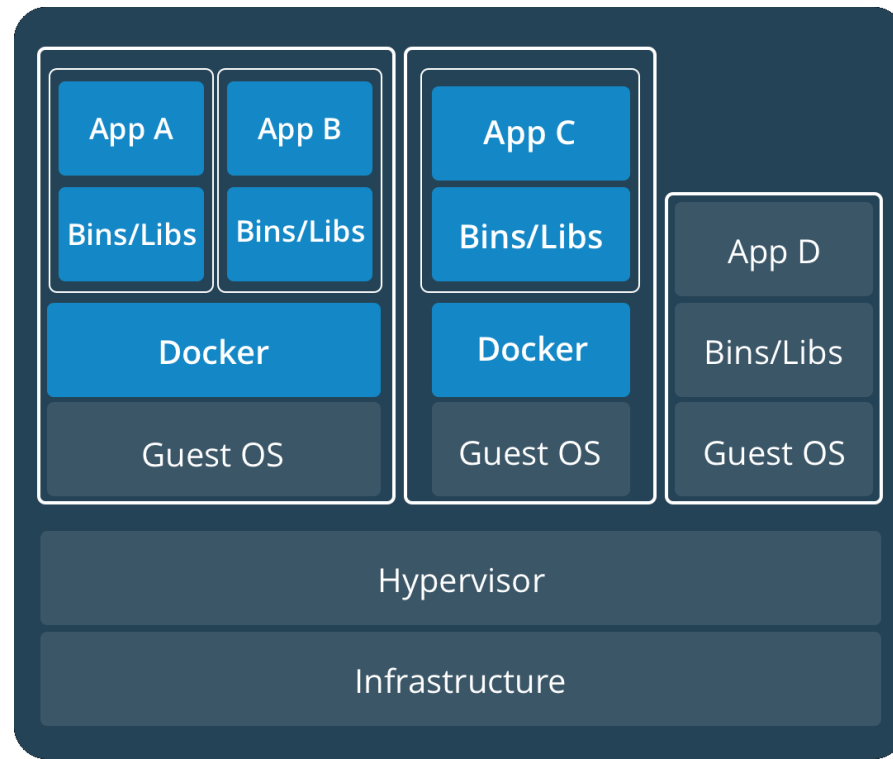 App A
App B
Bins/Libs
Bins/Libs
Docker
Guest OS
App C
Bins/Libs
Docker
Guest OS
App D
Bins/Libs
Guest OS
Hypervisor
Infrastructure